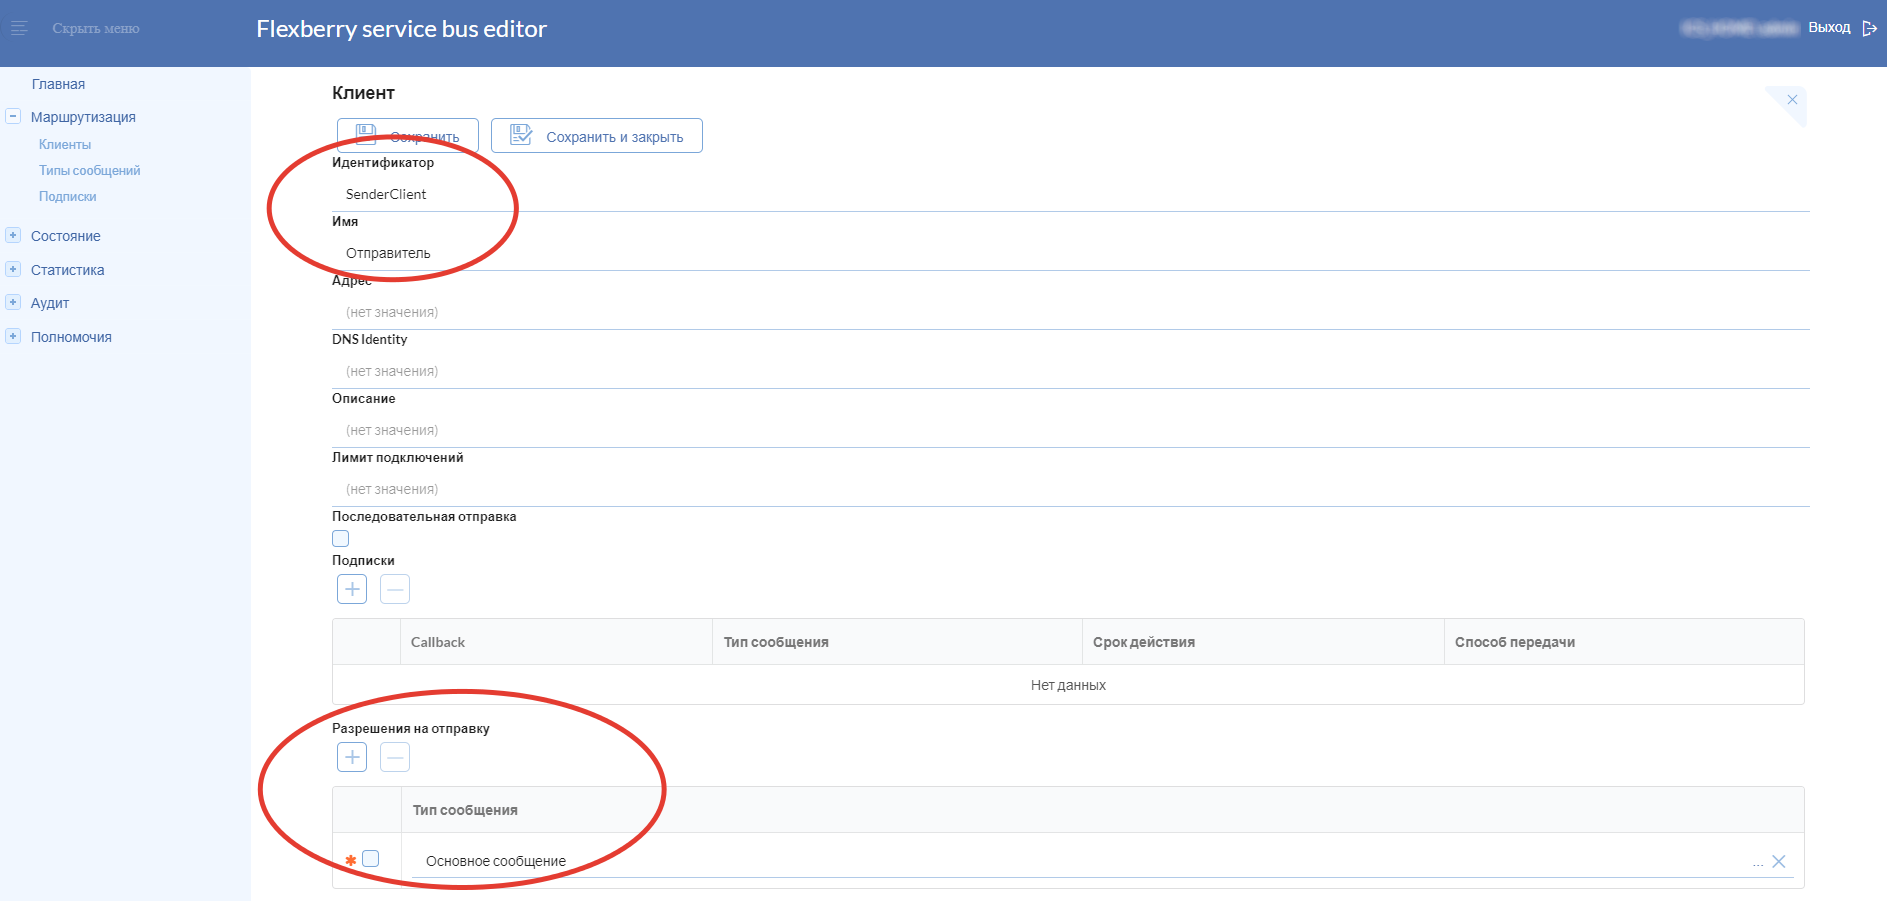 Скрыть меню
Flexberry service bus editor
Выход
Главная
Маршрутизация
Клиенты
Типы сообщений
Подписки
Состояние
Статистика
Аудит
Полномочия
Клиент
Сохранить
Сохранить и закрыть
Идентификатор
SenderClient
Имя
Отправитель
Адрес
(нет значения)
DNS Identity
(нет значения)
Описание
(нет значения)
Лимит подключений
(нет значения)
Последовательная отправка
Подписки
Callback Тип сообщения Срок действия Способ передачи
Нет данных
Разрешения на отправку
Тип сообщения
Основное сообщение ...